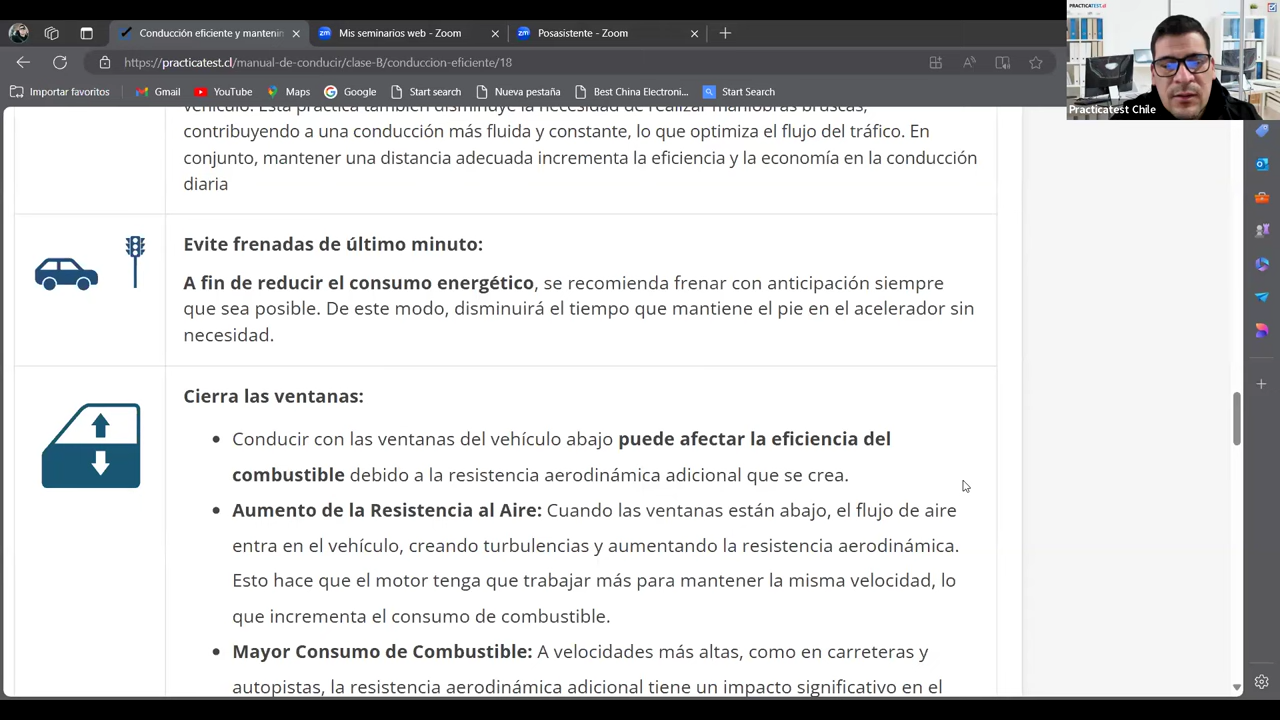 Conducción eficiente y mantenin
Mis seminarios web - Zoom
Posasistente - Zoom
https://practicatest.cl/manual-de-conducir/clase-B/conduccion-eficiente/18
Importar favoritos
Gmail
YouTube
Maps
Google
Start search
Nueva pestaña
Best China Electroni...
Start Search
PRACTICATEST.cl
Practicatest Chile
contribuyendo a una conducción más fluida y constante, lo que optimiza el flujo del tráfico. En
conjunto, mantener una distancia adecuada incrementa la eficiencia y la economía en la conducción
diaria
Evite frenadas de último minuto:
A fin de reducir el consumo energético, se recomienda frenar con anticipación siempre
que sea posible. De este modo, disminuirá el tiempo que mantiene el pie en el acelerador sin
necesidad.
Cierra las ventanas:
Conducir con las ventanas del vehículo abajo puede afectar la eficiencia del
combustible debido a la resistencia aerodinámica adicional que se crea.
Aumento de la Resistencia al Aire: Cuando las ventanas están abajo, el flujo de aire
entra en el vehículo, creando turbulencias y aumentando la resistencia aerodinámica.
Esto hace que el motor tenga que trabajar más para mantener la misma velocidad, lo
que incrementa el consumo de combustible.
Mayor Consumo de Combustible: A velocidades más altas, como en carreteras y
autopistas, la resistencia aerodinámica adicional tiene un impacto significativo en el